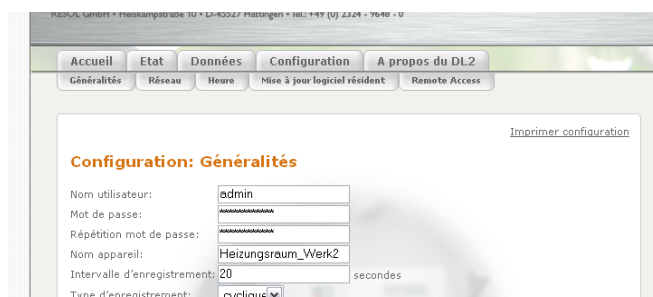 RESOL GmbH • Heiskampstraße 10 • D-45527 Hattingen • Tel.: +49 (0) 2324 - 9648 - 0
Accueil Etat Données Configuration A propos du DL2
Généralités Réseau Heure Mise à jour logiciel résident Remote Access
Imprimer configuration
Configuration: Généralités
Nom utilisateur: admin
Mot de passe: ************
Répétition mot de passe: ************
Nom appareil: Heizungsraum_Werk2
Intervalle d'enregistrement: 20 secondes
Type d'enregistrement: cyclique